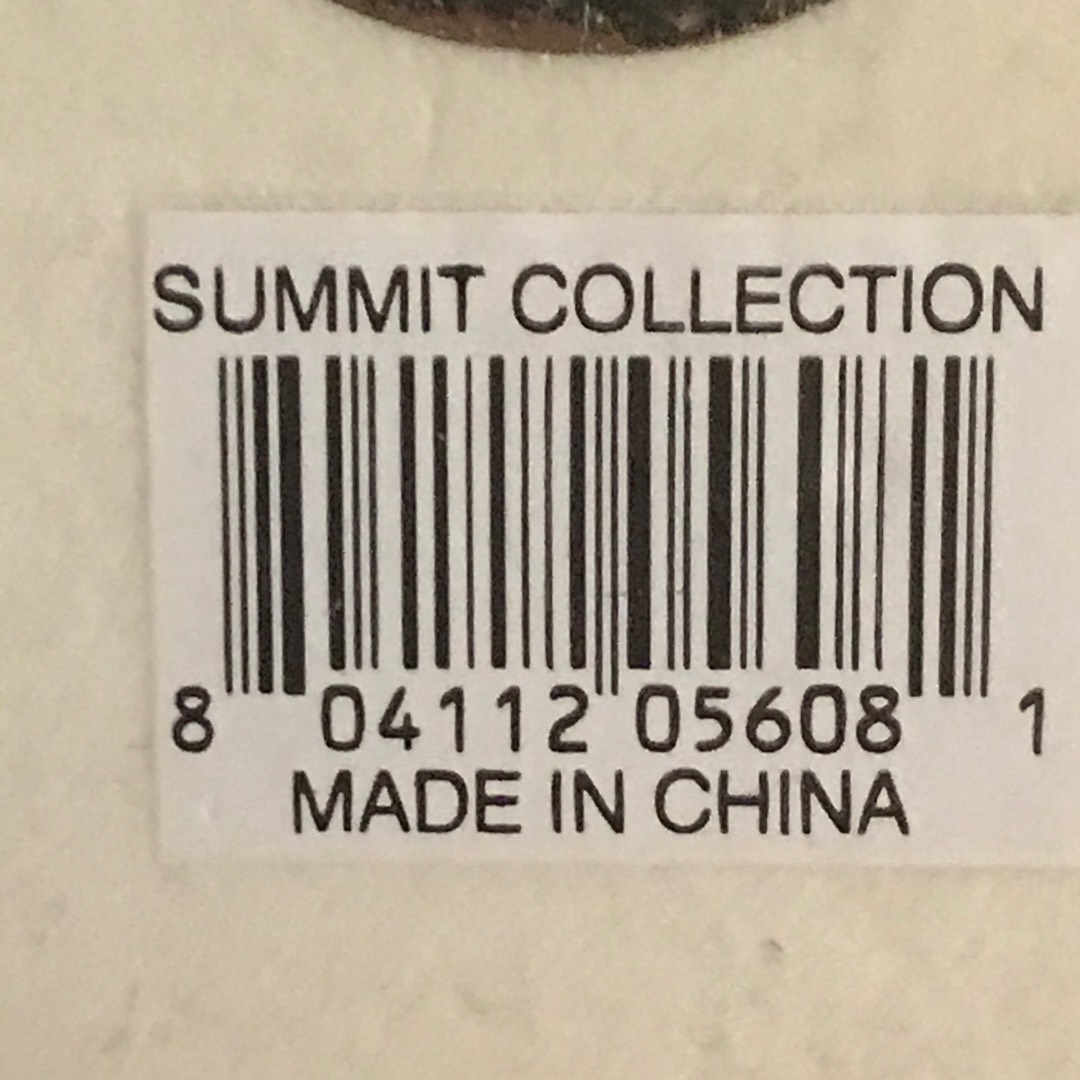 SUMMIT COLLECTION
8 04112 05608 1
MADE IN CHINA